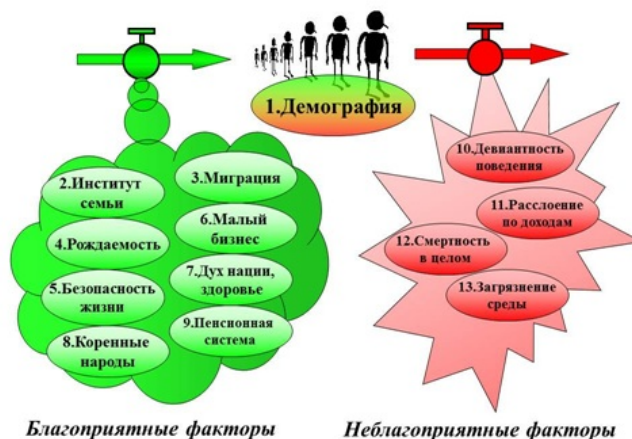 1.Демография
2.Институт
семьи
3.Миграция
4.Рождаемость
6.Малый
бизнес
5.Безопасность
жизни
7.Дух нации,
здоровье
8.Коренные
народы
9.Пенсионная
система
10.Девиантность
поведения
11.Расслоение
по доходам
12.Смертность
в целом
13.Загрязнение
среды
Благоприятные факторы
Неблагоприятные факторы